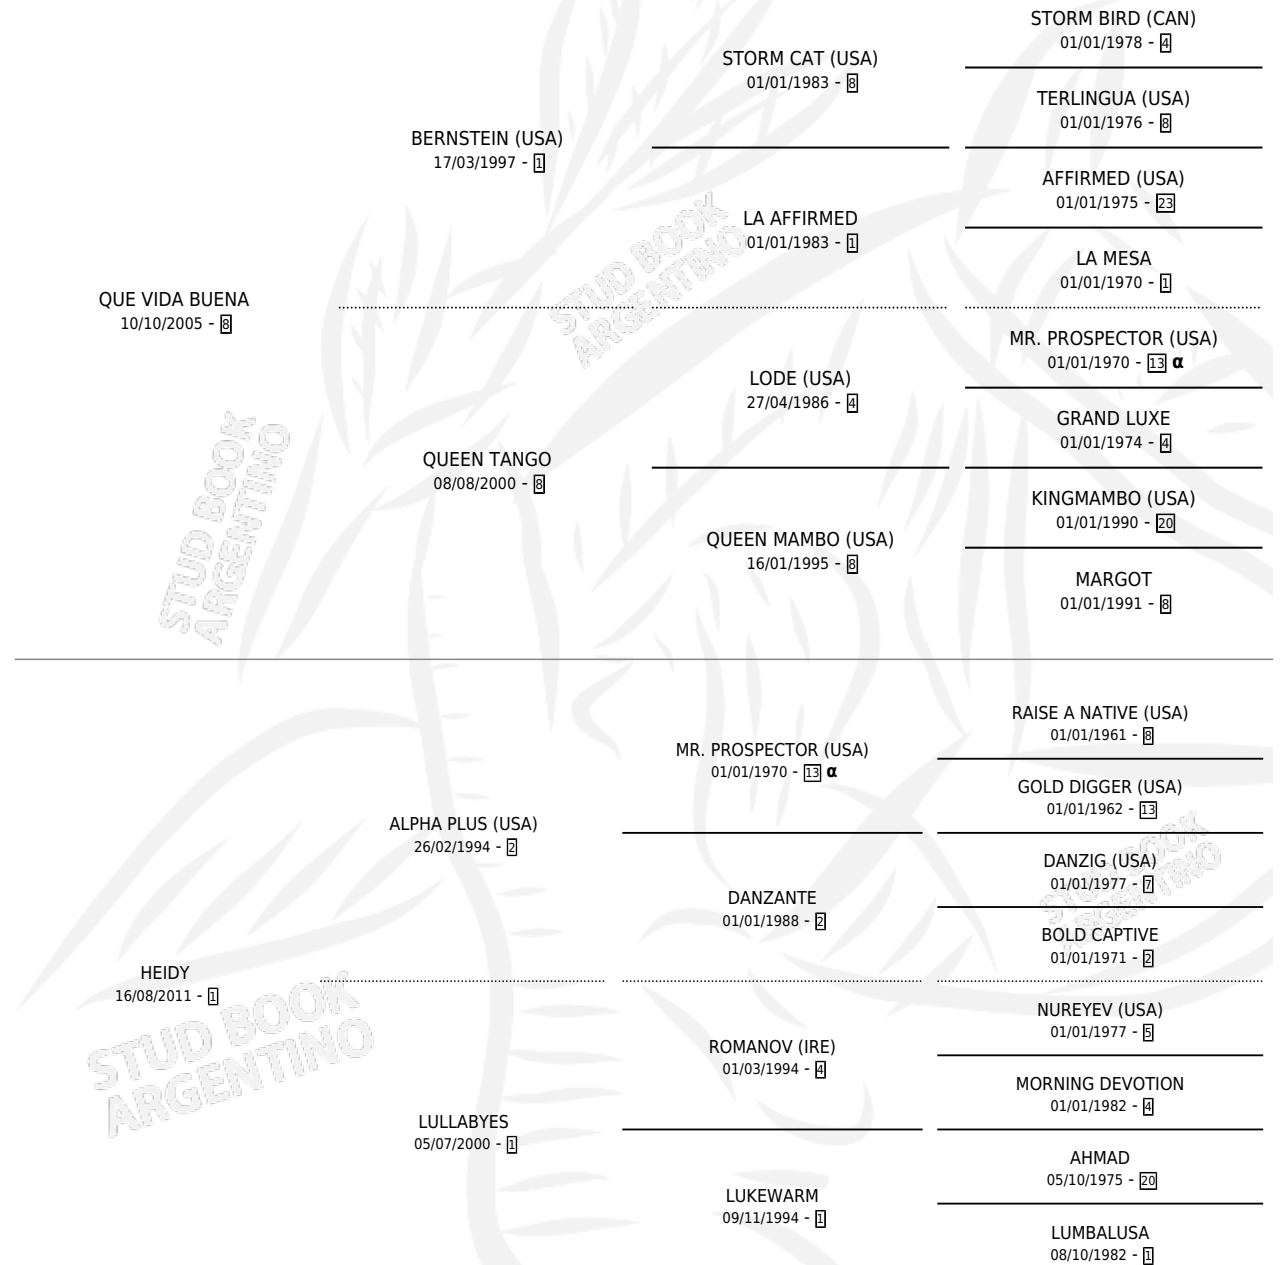 STORM BIRD (CAN)
01/01/1978 - 4
STORM CAT (USA)
01/01/1983 - 8
TERLINGUA (USA)
01/01/1976 - 8
BERNSTEIN (USA)
17/03/1997 - 1
AFFIRMED (USA)
01/01/1975 - 23
LA AFFIRMED
01/01/1983 - 1
LA MESA
01/01/1970 - 1
QUE VIDA BUENA
10/10/2005 - 8
MR. PROSPECTOR (USA)
01/01/1970 - 13 α
LODE (USA)
27/04/1986 - 4
GRAND LUXE
01/01/1974 - 4
QUEEN TANGO
08/08/2000 - 8
KINGMAMBO (USA)
01/01/1990 - 20
QUEEN MAMBO (USA)
16/01/1995 - 8
MARGOT
01/01/1991 - 8
RAISE A NATIVE (USA)
01/01/1961 - 8
MR. PROSPECTOR (USA)
01/01/1970 - 13 α
GOLD DIGGER (USA)
01/01/1962 - 13
ALPHA PLUS (USA)
26/02/1994 - 2
DANZIG (USA)
01/01/1977 - 7
DANZANTE
01/01/1988 - 2
BOLD CAPTIVE
01/01/1971 - 2
HEIDY
16/08/2011 - 1
NUREYEV (USA)
01/01/1977 - 5
ROMANOV (IRE)
01/03/1994 - 4
MORNING DEVOTION
01/01/1982 - 4
LULLABYES
05/07/2000 - 1
AHMAD
05/10/1975 - 20
LUKEWARM
09/11/1994 - 1
LUMBALUSA
08/10/1982 - 1
STUD BOOK
ARGENTINO
STUD BOOK
ARGENTINO
STUD BOOK
ARGENTINO
STUD BOOK
ARGENTINO